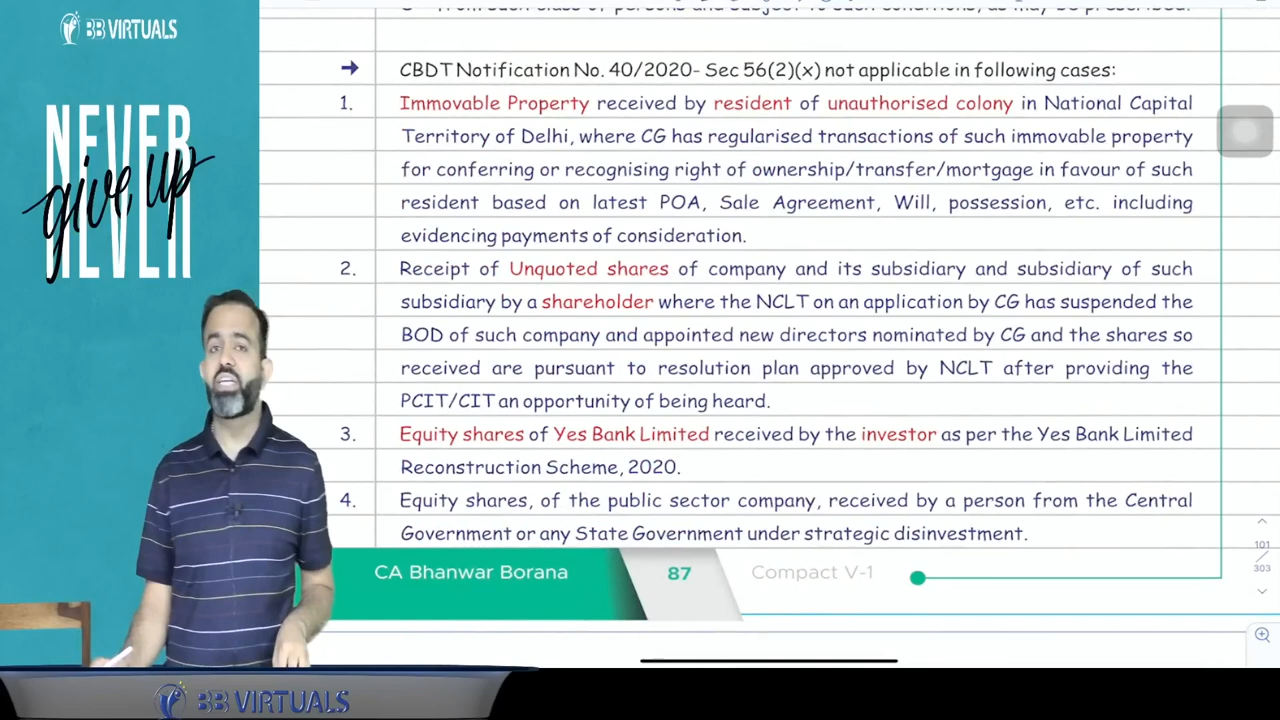 BB VIRTUALS
NEVER
give up
NEVER
CBDT Notification No. 40/2020- Sec 56(2)(x) not applicable in following cases:
1. Immovable Property received by resident of unauthorised colony in National Capital
Territory of Delhi, where CG has regularised transactions of such immovable property
for conferring or recognising right of ownership/transfer/mortgage in favour of such
resident based on latest POA, Sale Agreement, Will, possession, etc. including
evidencing payments of consideration.
2. Receipt of Unquoted shares of company and its subsidiary and subsidiary of such
subsidiary by a shareholder where the NCLT on an application by CG has suspended the
BOD of such company and appointed new directors nominated by CG and the shares so
received are pursuant to resolution plan approved by NCLT after providing the
PCIT/CIT an opportunity of being heard.
3. Equity shares of Yes Bank Limited received by the investor as per the Yes Bank Limited
Reconstruction Scheme, 2020.
4. Equity shares, of the public sector company, received by a person from the Central
Government or any State Government under strategic disinvestment.
101
303
CA Bhanwar Borana 87 Compact V-1
BB VIRTUALS